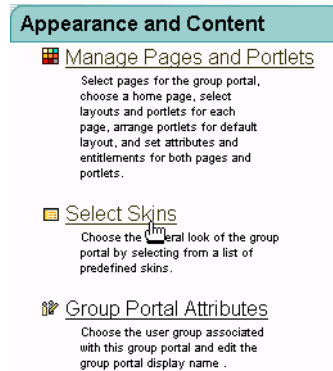 Appearance and Content
Manage Pages and Portlets
Select pages for the group portal,
choose a home page, select
layouts and portlets for each
page, arrange portlets for default
layout, and set attributes and
entitlements for both pages and
portlets.
Select Skins
Choose the look of the group
portal by selecting from a list of
predefined skins.
Group Portal Attributes
Choose the user group associated
with this group portal and edit the
group portal display name .